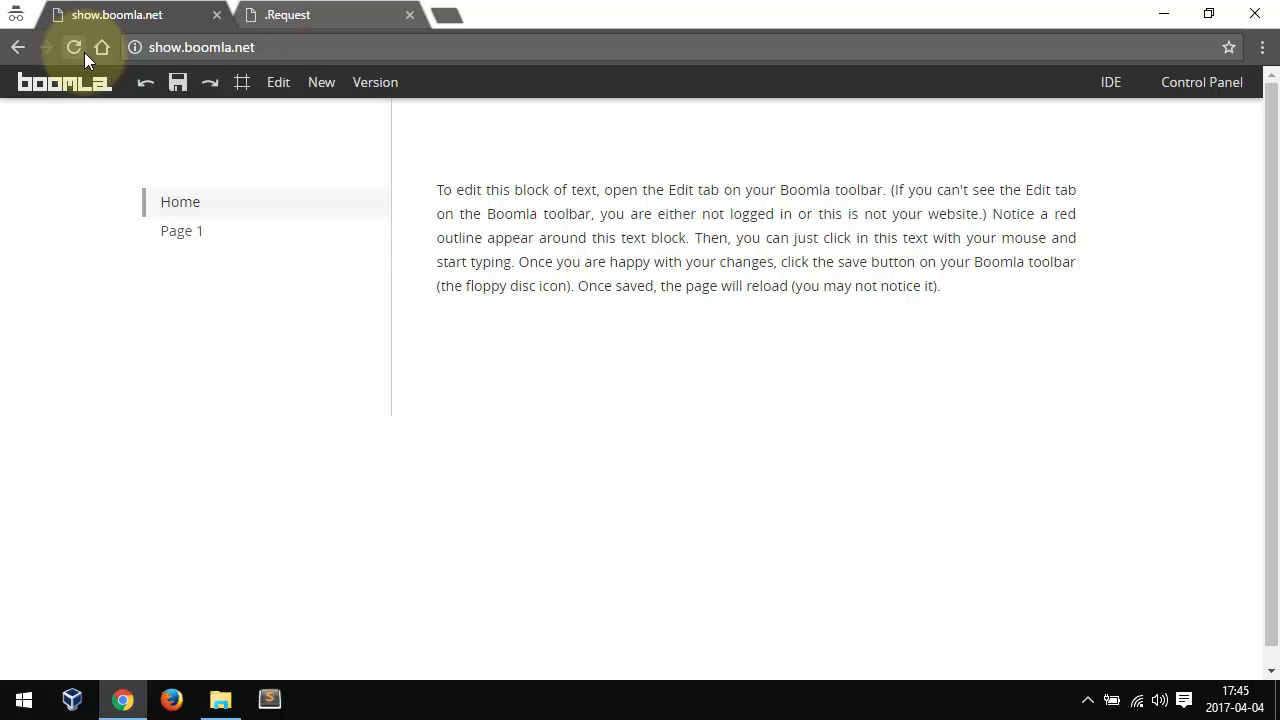 show.boomla.net
.Request
show.boomla.net
boomla
Edit
New
Version
IDE
Control Panel
Home
Page 1
To edit this block of text, open the Edit tab on your Boomla toolbar. (If you can't see the Edit tab
on the Boomla toolbar, you are either not logged in or this is not your website.) Notice a red
outline appear around this text block. Then, you can just click in this text with your mouse and
start typing. Once you are happy with your changes, click the save button on your Boomla toolbar
(the floppy disc icon). Once saved, the page will reload (you may not notice it).
17:45
2017-04-04